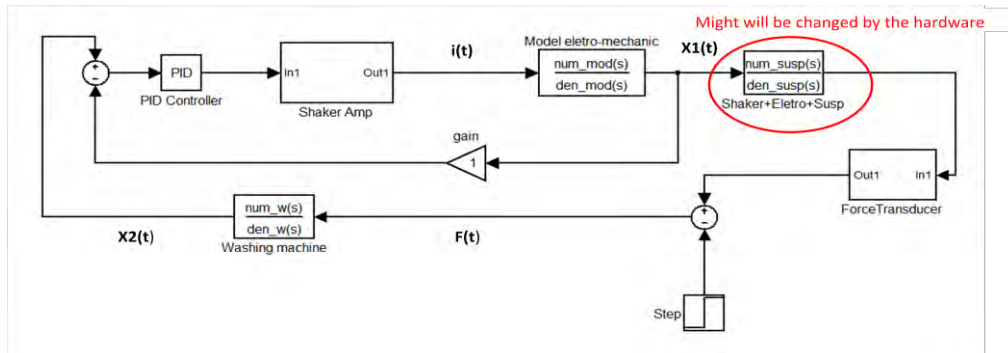 Might will be changed by the hardware
i(t)
Model eletro-mechanic
X1(t)
+
−
PID
PID Controller
In1
Out1
Shaker Amp
num_mod(s)
den_mod(s)
num_susp(s)
den_susp(s)
Shaker+Eletro+Susp
gain
1
Out1
In1
ForceTransducer
num_w(s)
den_w(s)
Washing machine
X2(t)
F(t)
+
−
Step